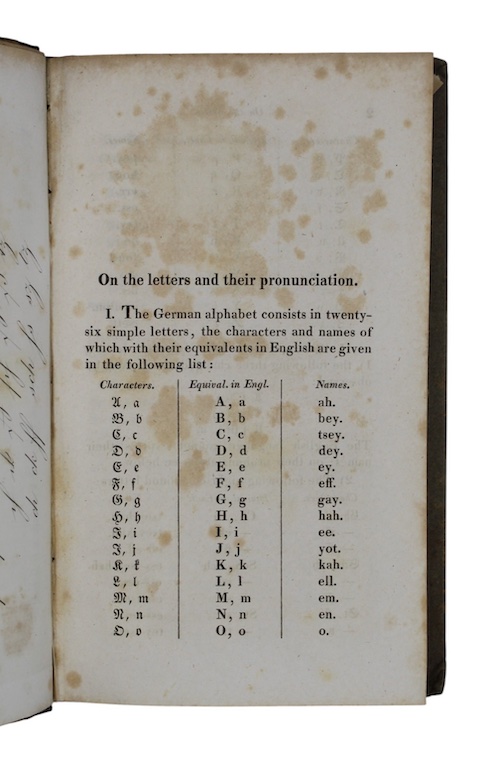 On the letters and their pronunciation.
I. The German alphabet consists in twenty-
six simple letters, the characters and names of
which with their equivalents in English are given
in the following list:
Characters. Equival. in Engl. Names.
𝔄, 𝔞 A, a ah.
𝔅, 𝔟 B, b bey.
ℭ, 𝔠 C, c tsey.
𝔇, 𝔡 D, d dey.
𝔈, 𝔢 E, e ey.
𝔉, 𝔣 F, f eff.
𝔊, 𝔤 G, g gay.
ℌ, 𝔥 H, h hah.
ℑ, 𝔦 I, i ee.
𝔍, 𝔧 J, j yot.
𝔎, 𝔨 K, k kah.
𝔏, 𝔩 L, l ell.
𝔐, 𝔪 M, m em.
𝔑, 𝔫 N, n en.
𝔒, 𝔬 O, o o.